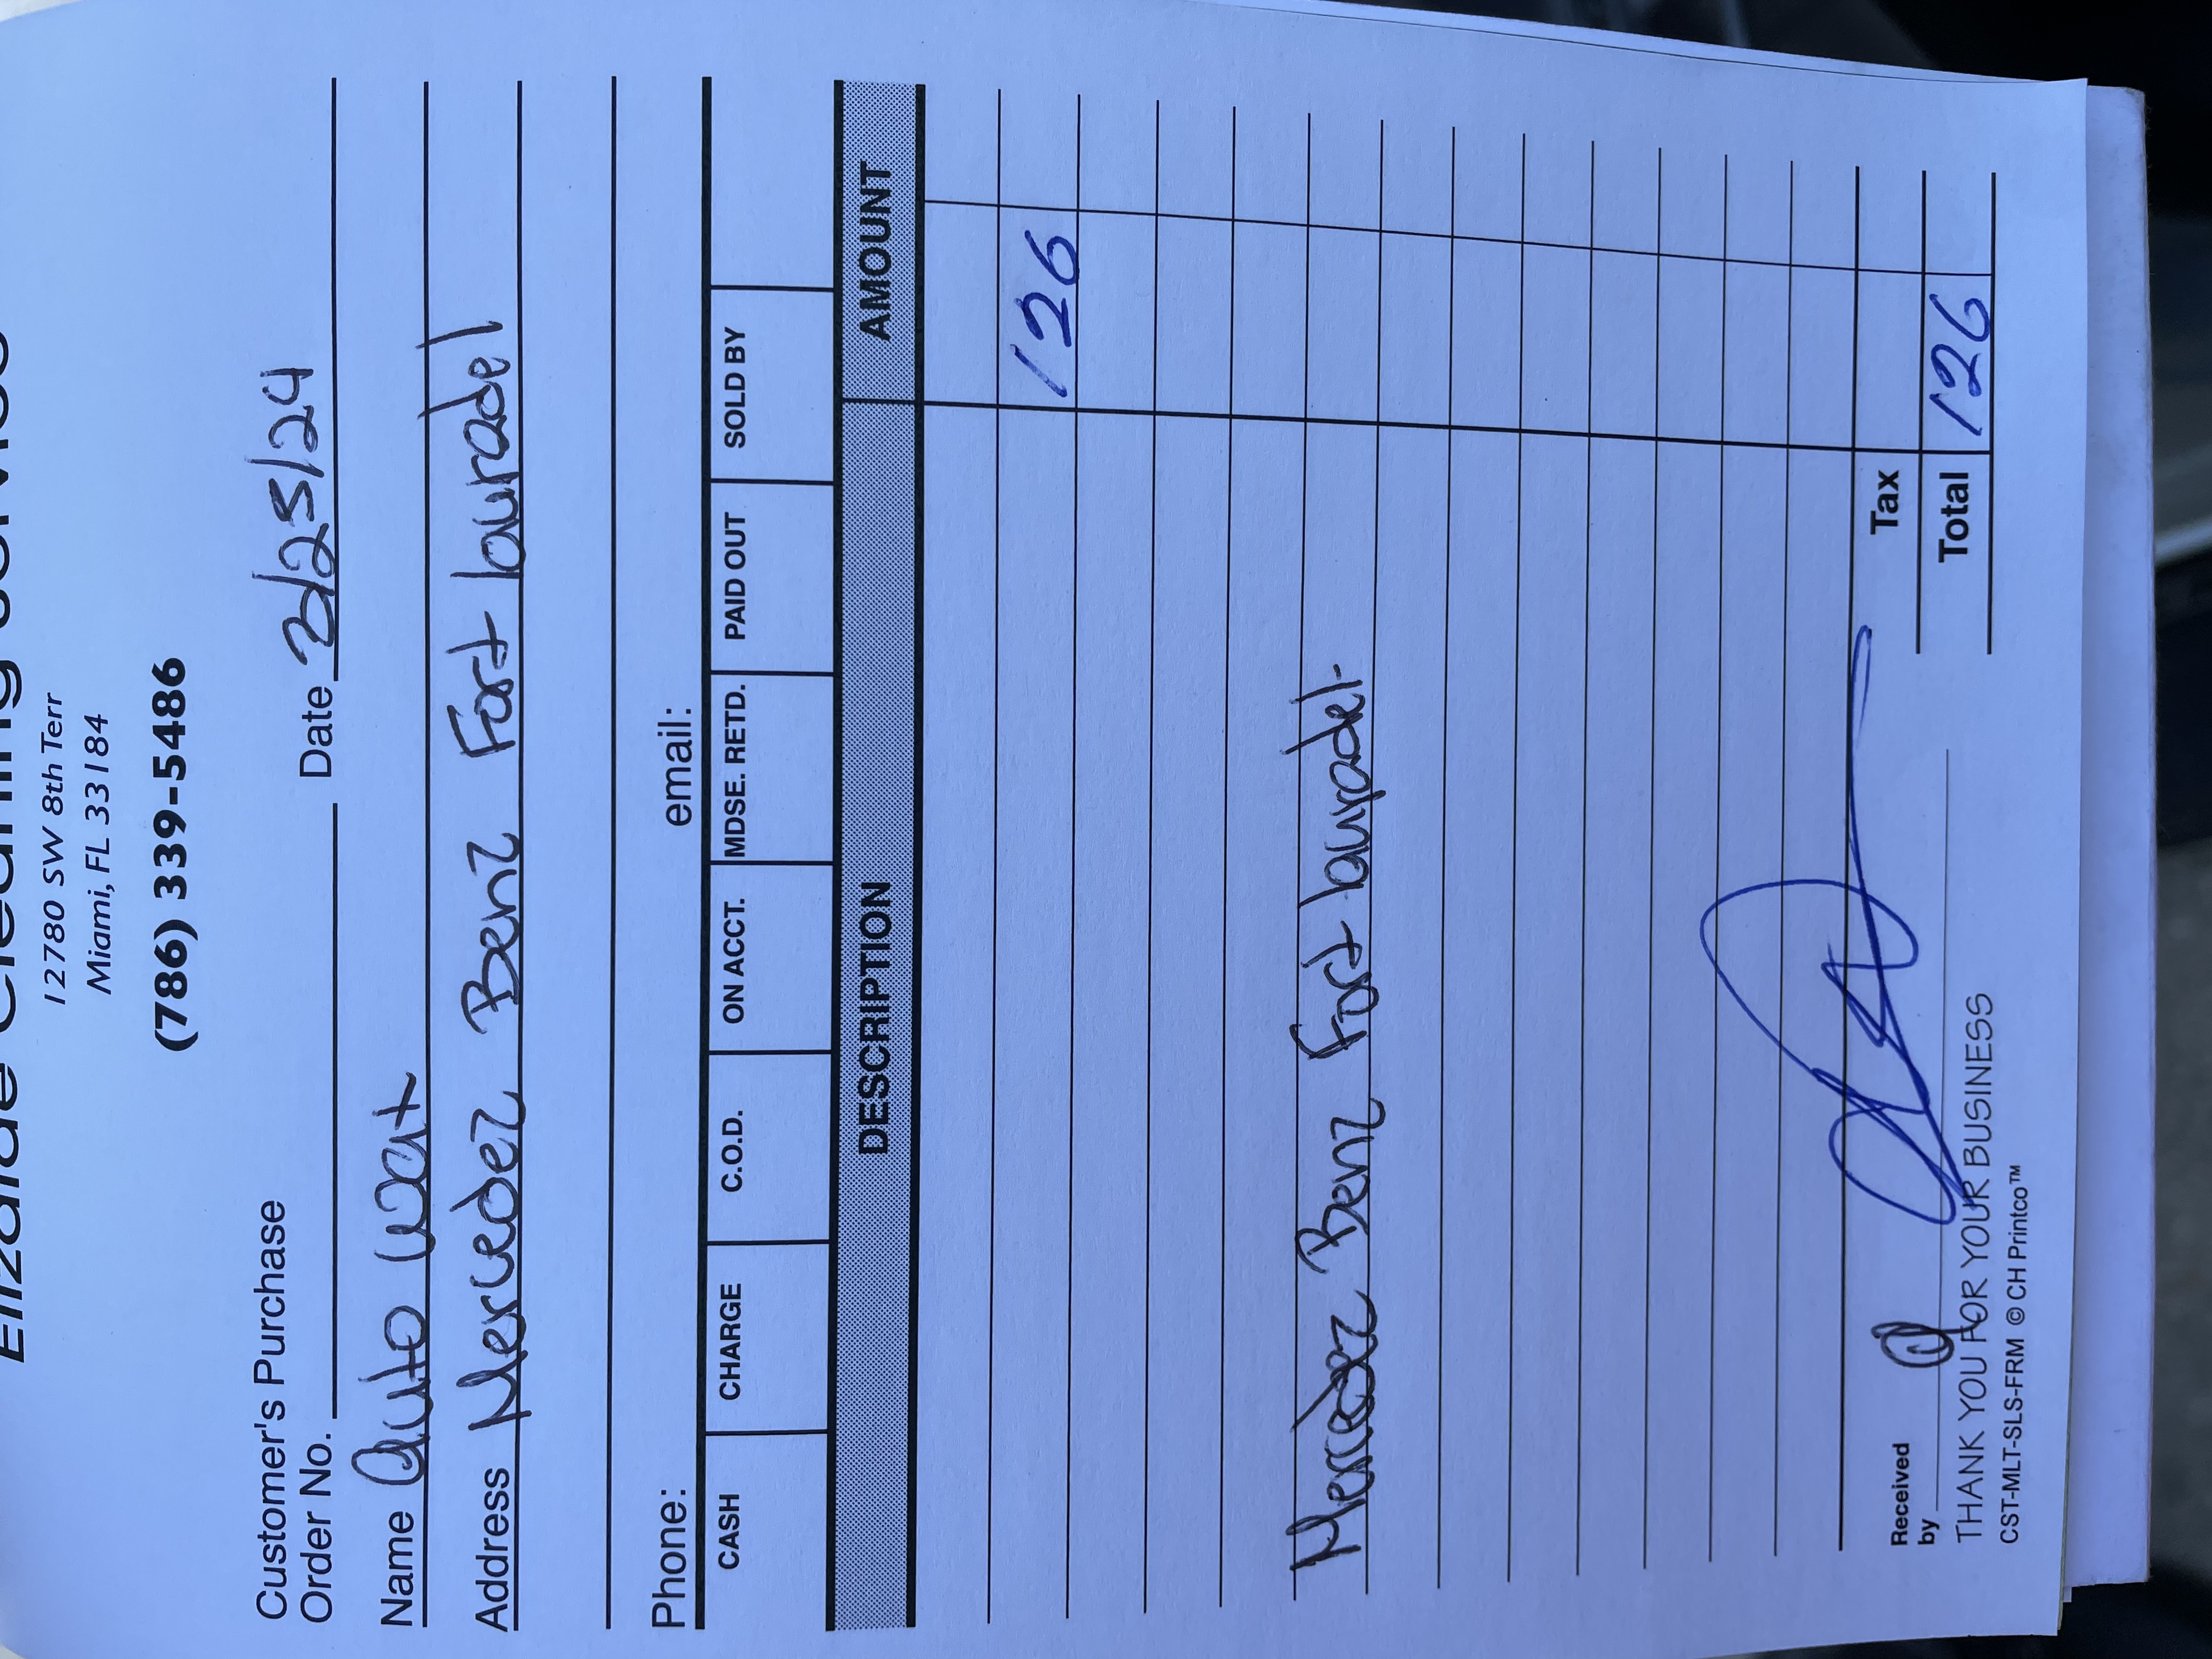 Elizalde Cleaning Service
12780 SW 8th Terr
Miami, FL 33184
(786) 339-5486
Customer's Purchase
Order No. Date 2/25/24
Name Auto
Address Mercedez Benz Fort lauradel
Phone: email:
CASH CHARGE C.O.D. ON ACCT. MDSE. RETD. PAID OUT SOLD BY
DESCRIPTION AMOUNT
126
Mercedez Benz Fort lauradel.
Tax
Total 126
Received
by
THANK YOU FOR YOUR BUSINESS
CST-MLT-SLS-FRM © CH Printco™